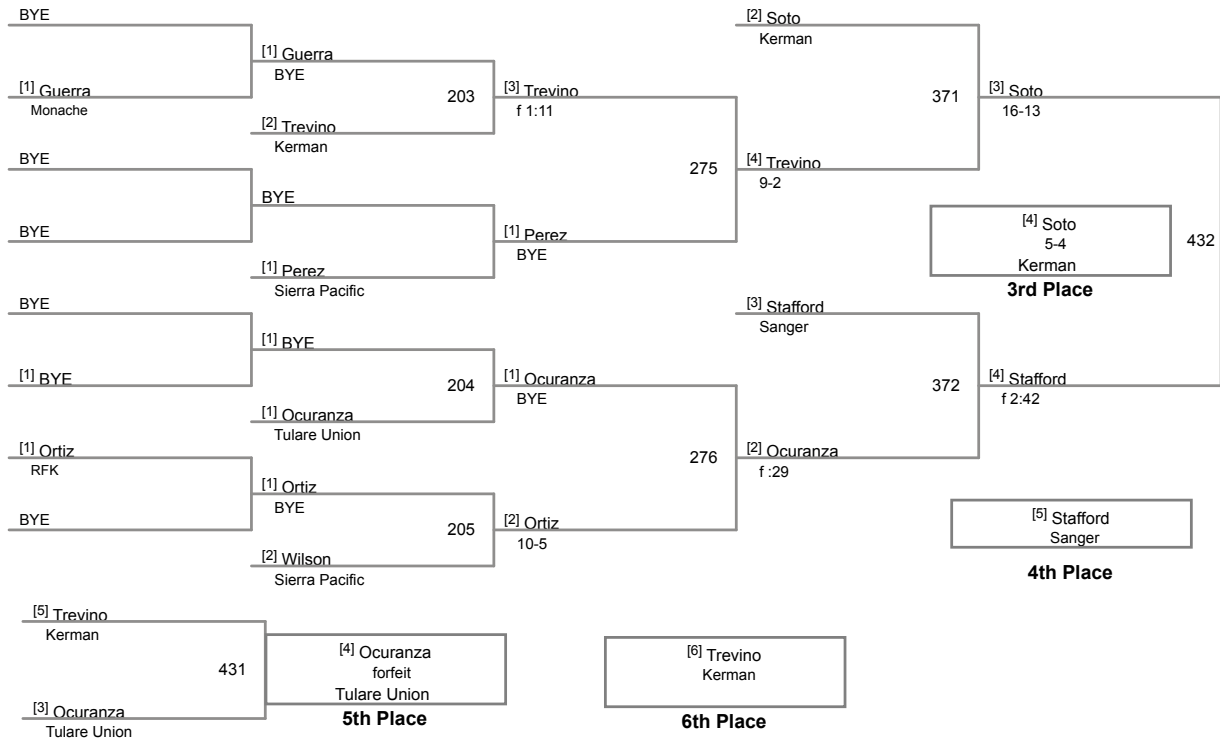 BYE
[1] Guerra
Monache
BYE
BYE
BYE
[1] BYE
[1] Ortiz
RFK
BYE
[1] Guerra
BYE
203
[2] Trevino
Kerman
BYE
[1] Perez
Sierra Pacific
[1] BYE
204
[1] Ocuranza
Tulare Union
[1] Ortiz
BYE
205
[2] Wilson
Sierra Pacific
[3] Trevino
f 1:11
275
[1] Perez
BYE
[1] Ocuranza
BYE
276
[2] Ortiz
10-5
[2] Soto
Kerman
371
[4] Trevino
9-2
[3] Stafford
Sanger
372
[2] Ocuranza
f :29
[3] Soto
16-13
432
[4] Stafford
f 2:42
[4] Soto
5-4
Kerman
3rd Place
[5] Stafford
Sanger
4th Place
[5] Trevino
Kerman
431
[3] Ocuranza
Tulare Union
[4] Ocuranza
forfeit
Tulare Union
5th Place
[6] Trevino
Kerman
6th Place